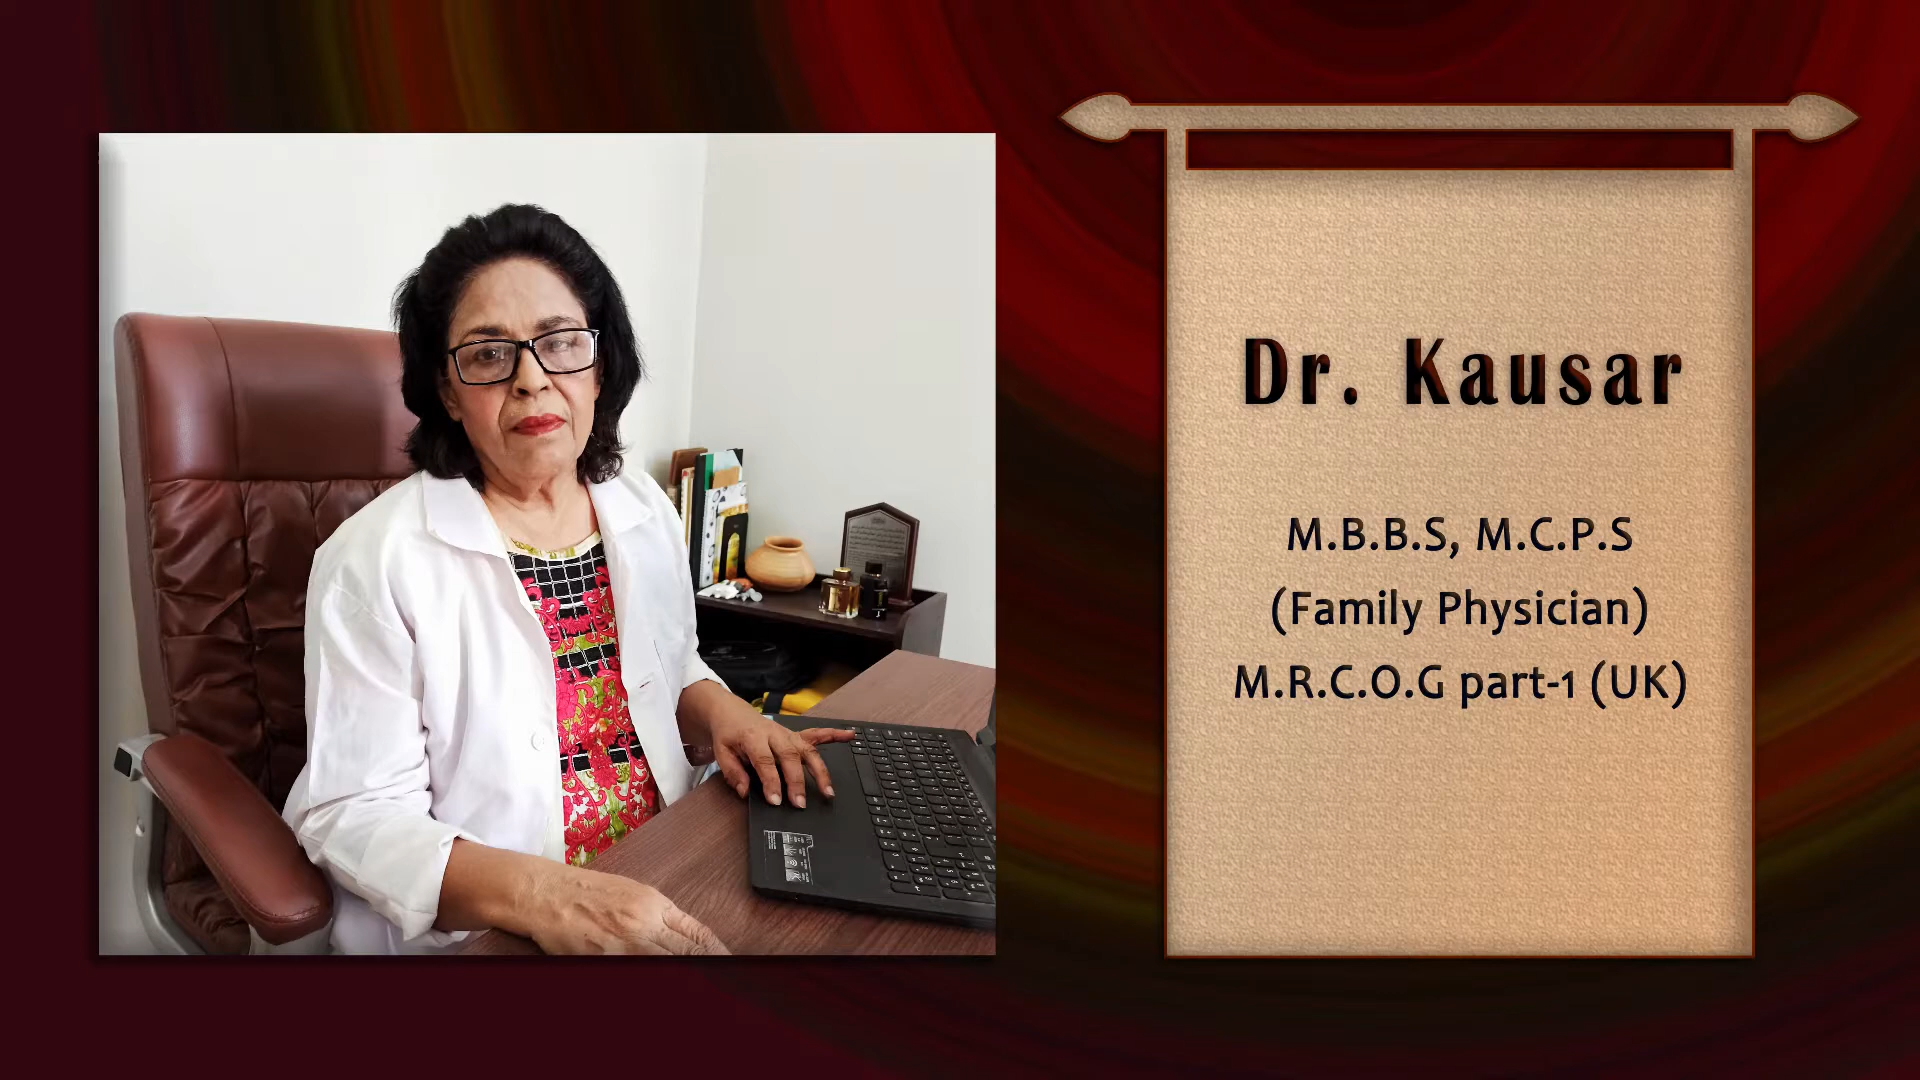 Dr. Kausar
M.B.B.S, M.C.P.S
(Family Physician)
M.R.C.O.G part-1 (UK)